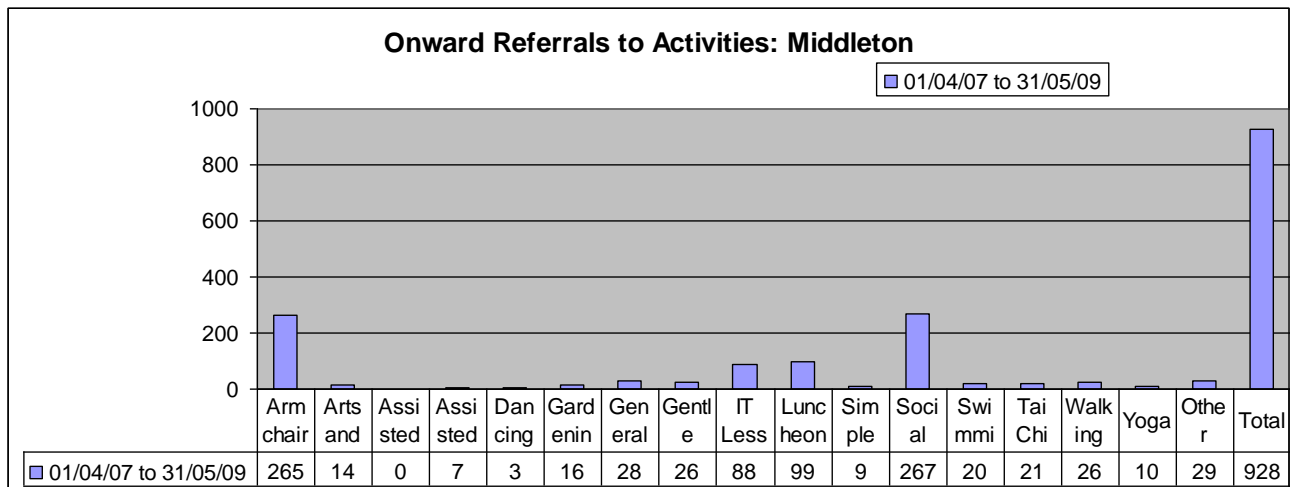 Onward Referrals to Activities: Middleton
01/04/07 to 31/05/09
1000
800
600
400
200
0
Arm chair Arts and Assi sted Assi sted Dan cing Gard enin Gen eral Gentl e IT Less Lunc heon Sim ple Soci al Swi mmi Tai Chi Walk ing Yoga Othe r Total
01/04/07 to 31/05/09 265 14 0 7 3 16 28 26 88 99 9 267 20 21 26 10 29 928